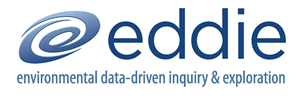 eddie
environmental data-driven inquiry & exploration